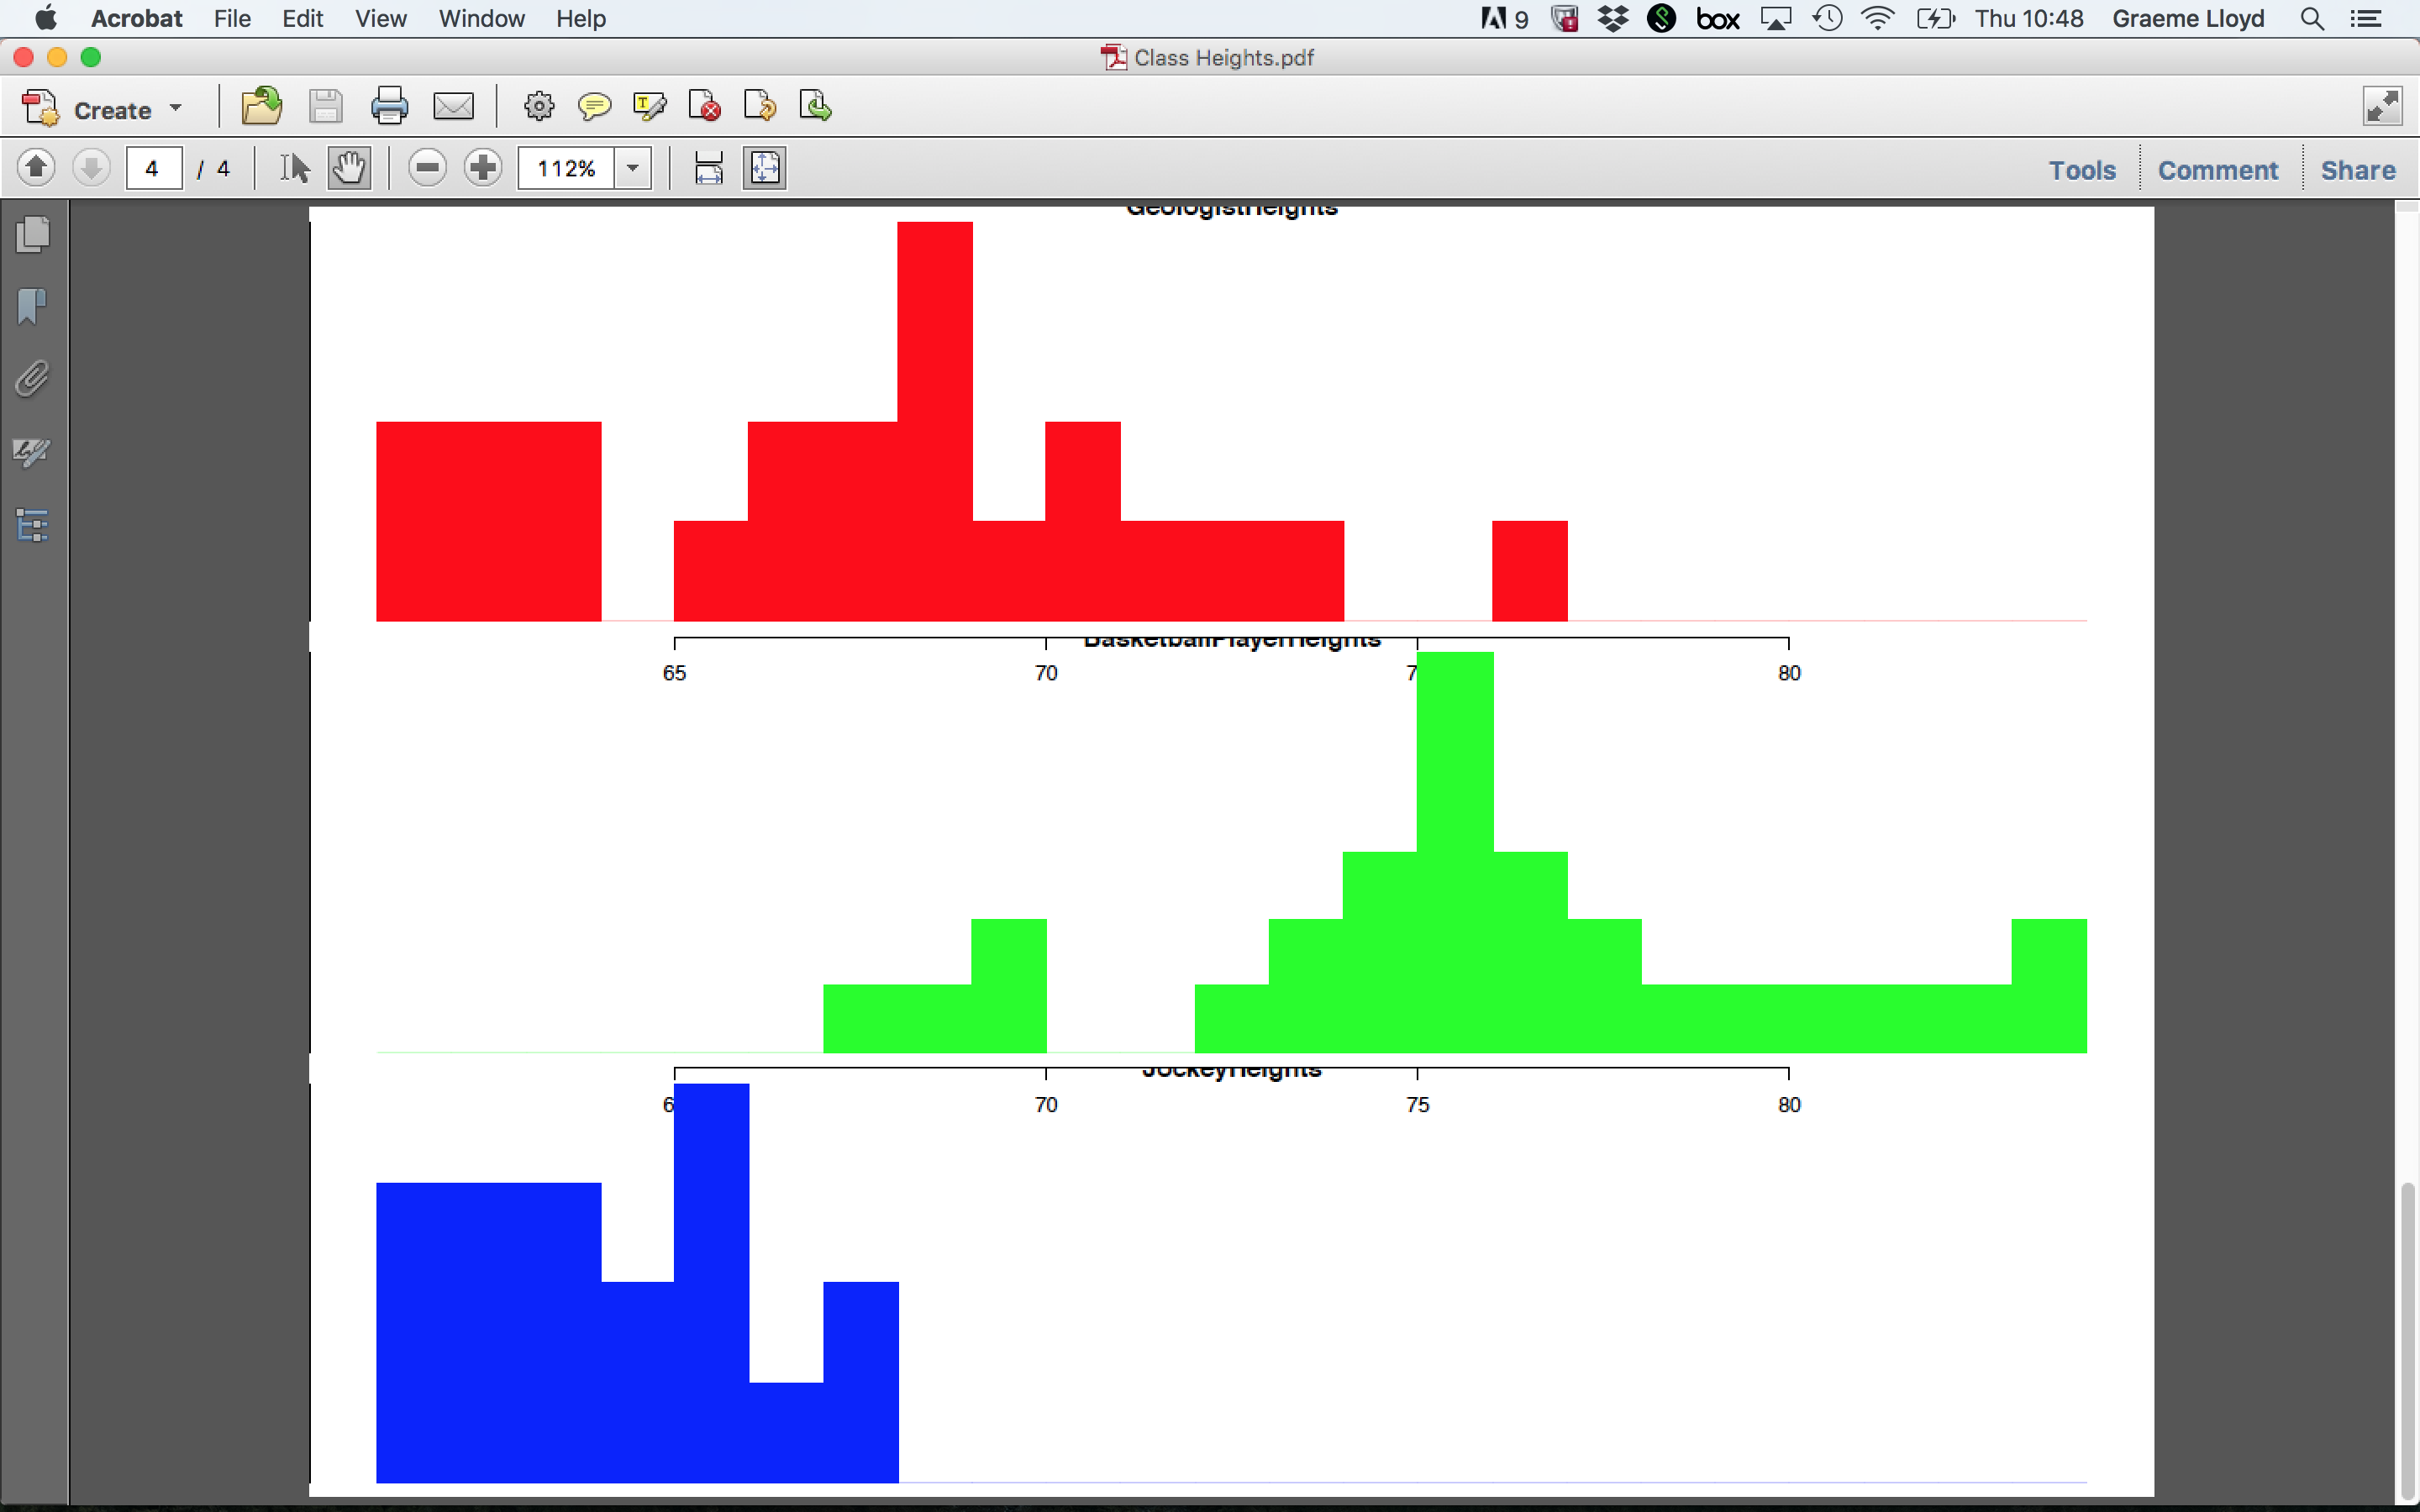 Acrobat File Edit View Window Help 9 box Thu 10:48 Graeme Lloyd
Class Heights.pdf
Create
4 / 4 112% Tools Comment Share
GeologistHeights
BasketballPlayerHeights
65 70 7 80
JockeyHeights
6 70 75 80